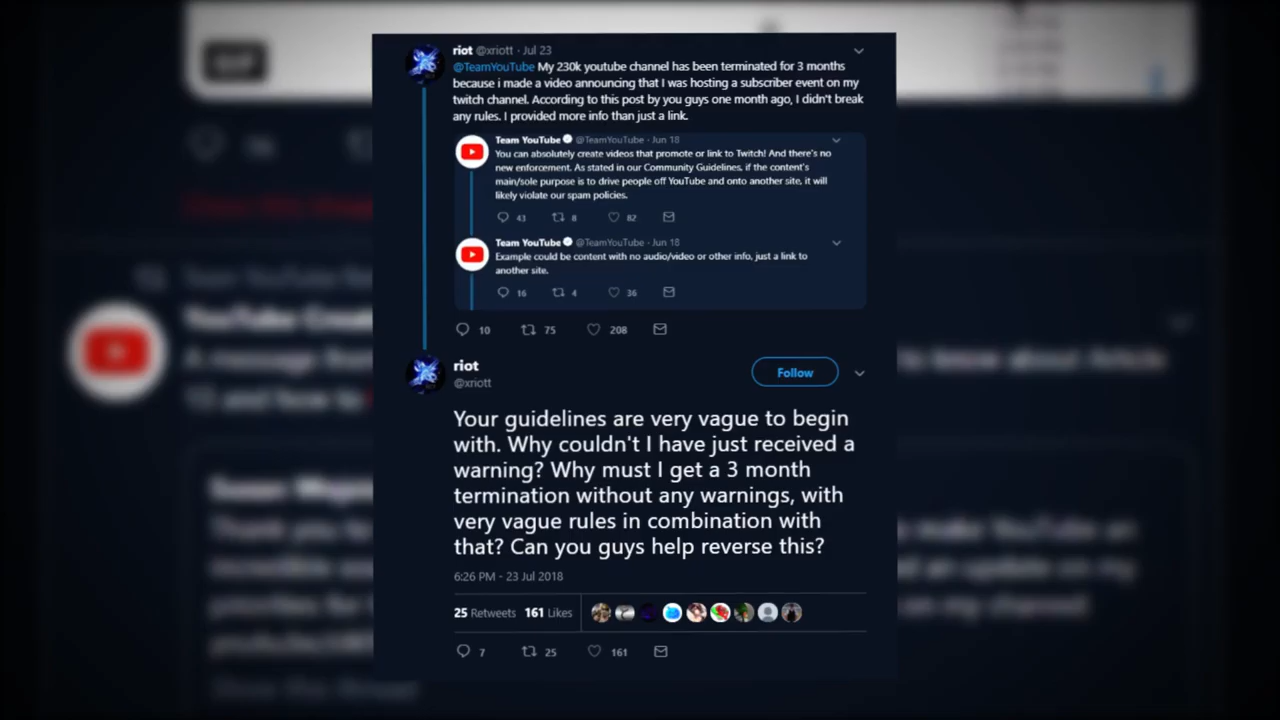 riot @xriott · Jul 23
@TeamYouTube My 230k youtube channel has been terminated for 3 months
because i made a video announcing that I was hosting a subscriber event on my
twitch channel. According to this post by you guys one month ago, I didn't break
any rules. I provided more info than just a link.
Team YouTube @TeamYouTube · Jun 18
You can absolutely create videos that promote or link to Twitch! And there's no
new enforcement. As stated in our Community Guidelines, if the content's
main/sole purpose is to drive people off YouTube and onto another site, it will
likely violate our spam policies.
43 8 82
Team YouTube @TeamYouTube · Jun 18
Example could be content with no audio/video or other info, just a link to
another site.
16 4 36
10 75 208
riot
@xriott
Follow
Your guidelines are very vague to begin
with. Why couldn't I have just received a
warning? Why must I get a 3 month
termination without any warnings, with
very vague rules in combination with
that? Can you guys help reverse this?
6:26 PM - 23 Jul 2018
25 Retweets 161 Likes
7 25 161